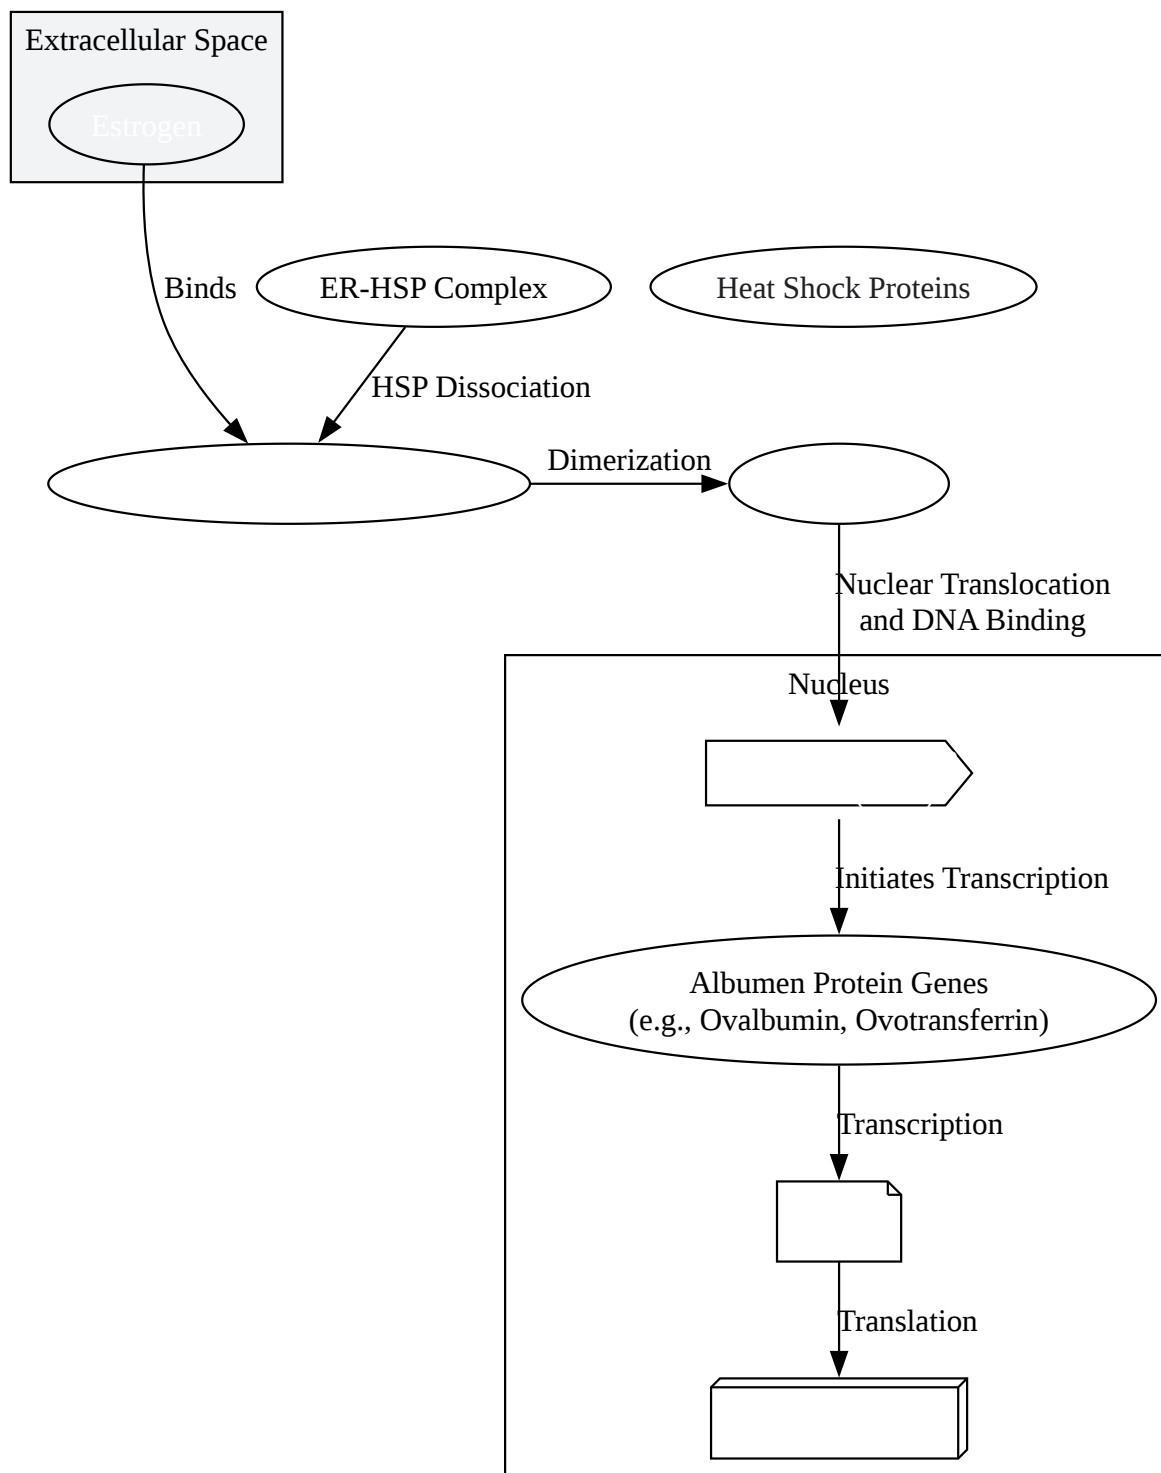 Extracellular Space
Estrogen
Binds
ER-HSP Complex
Heat Shock Proteins
HSP Dissociation
Dimerization
Nuclear Translocation
and DNA Binding
Nucleus
Initiates Transcription
Albumen Protein Genes
(e.g., Ovalbumin, Ovotransferrin)
Transcription
Translation